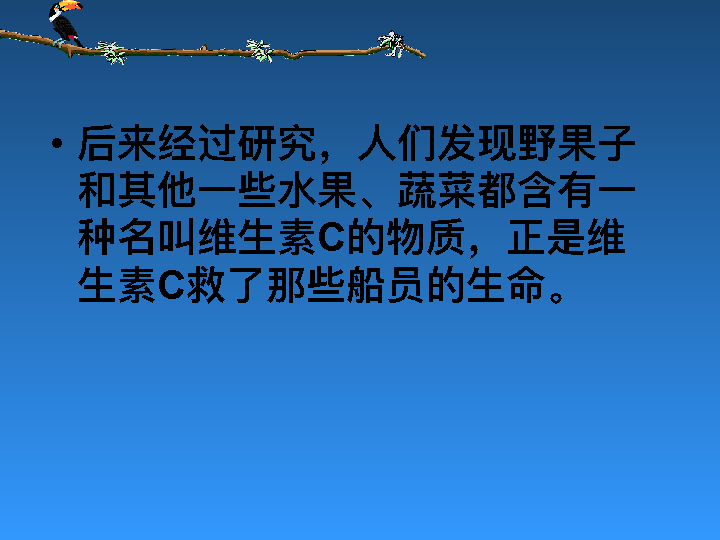 • 后来经过研究，人们发现野果子
和其他一些水果、蔬菜都含有一
种名叫维生素C的物质，正是维
生素C救了那些船员的生命。